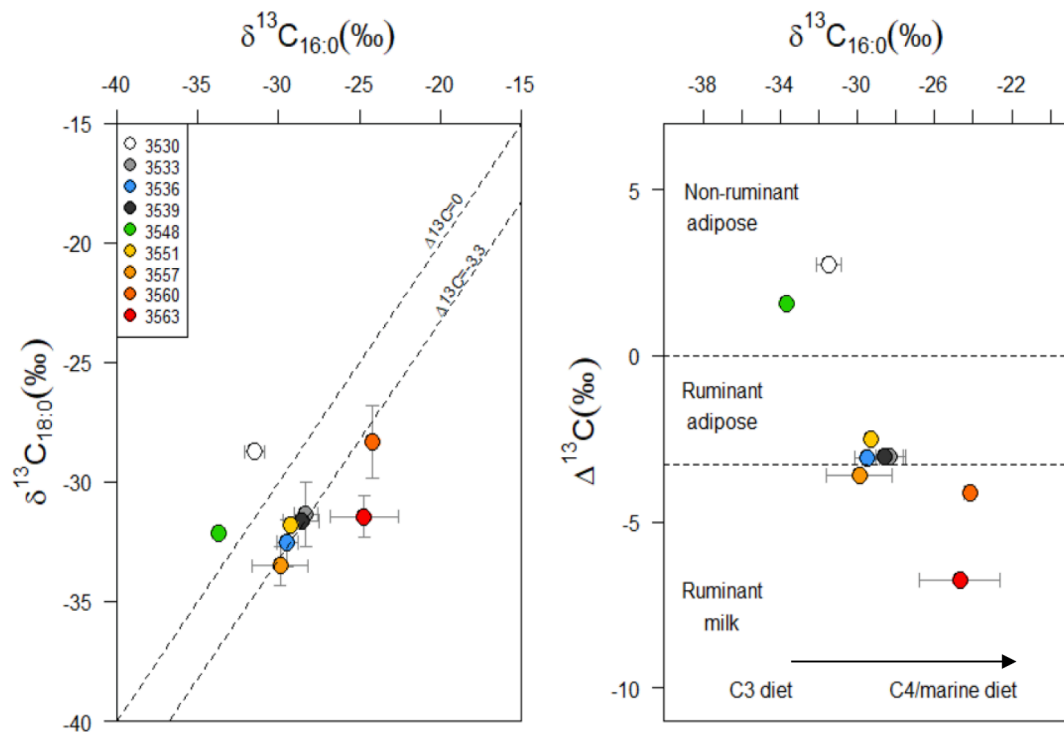 δ¹³C₁₆:₀(‰)
-40 -35 -30 -25 -20 -15
δ¹³C₁₈:₀(‰)
-15
-20
-25
-30
-35
-40
3530
3533
3536
3539
3548
3551
3557
3560
3563
Δ13C=0
Δ13C=-3.3
δ¹³C₁₆:₀(‰)
-38 -34 -30 -26 -22
Δ¹³C(‰)
5
0
-5
-10
Non-ruminant
adipose
Ruminant
adipose
Ruminant
milk
C3 diet C4/marine diet